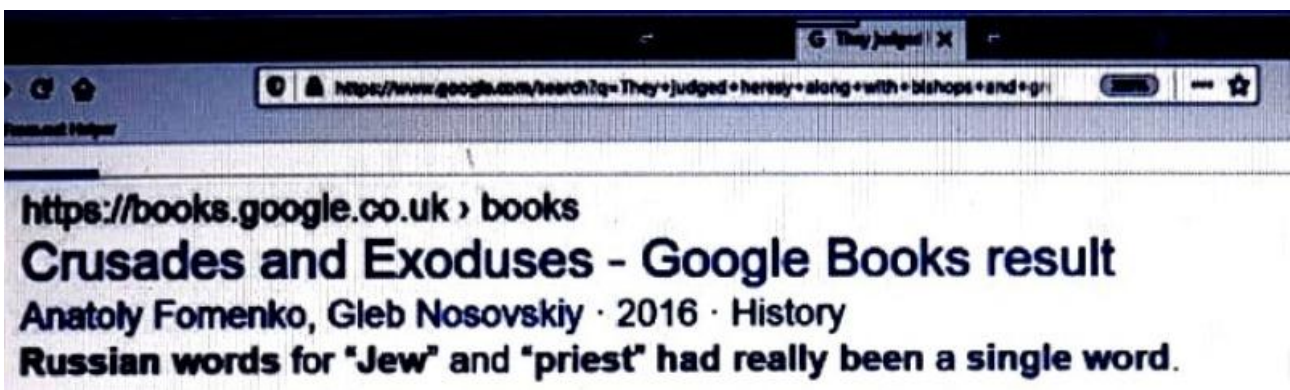 G They judged
https://www.google.com/search?q=They+judged+heresy+along+with+bishops+and+gr
https://books.google.co.uk › books
Crusades and Exoduses - Google Books result
Anatoly Fomenko, Gleb Nosovskiy · 2016 · History
Russian words for “Jew” and “priest” had really been a single word.